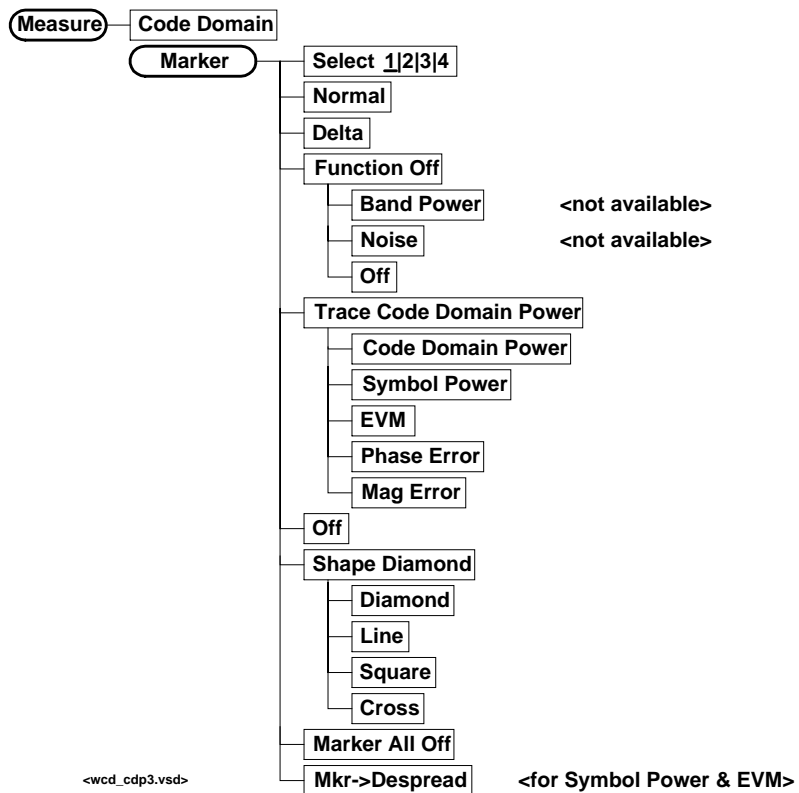 Measure Code Domain
Marker Select 1|2|3|4
Normal
Delta
Function Off
Band Power <not available>
Noise <not available>
Off
Trace Code Domain Power
Code Domain Power
Symbol Power
EVM
Phase Error
Mag Error
Off
Shape Diamond
Diamond
Line
Square
Cross
Marker All Off
<wcd_cdp3.vsd> Mkr->Despread <for Symbol Power & EVM>